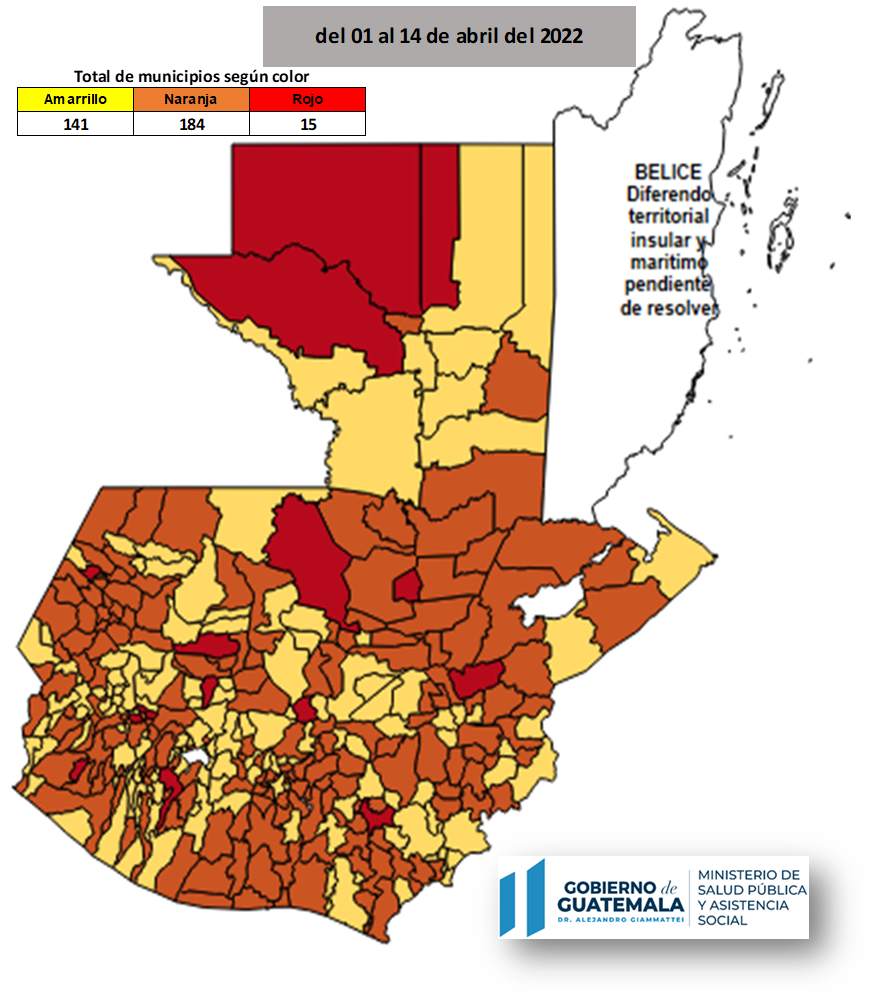 del 01 al 14 de abril del 2022
Total de municipios según color
Amarrillo Naranja Rojo
141 184 15
BELICE
Diferendo
territorial
insular y
maritimo
pendiente
de resolver
GOBIERNO de
GUATEMALA
DR. ALEJANDRO GIAMMATTEI
MINISTERIO DE
SALUD PÚBLICA
Y ASISTENCIA
SOCIAL